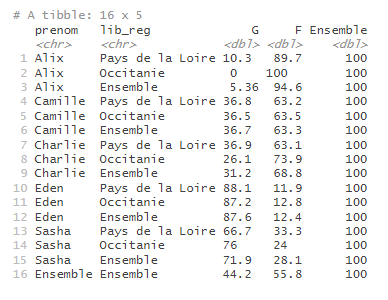 # A tibble: 16 x 5
prenom lib_reg G F Ensemble
<chr> <chr> <dbl> <dbl> <dbl>
1 Alix Pays de la Loire 10.3 89.7 100
2 Alix Occitanie 0 100 100
3 Alix Ensemble 5.36 94.6 100
4 Camille Pays de la Loire 36.8 63.2 100
5 Camille Occitanie 36.5 63.5 100
6 Camille Ensemble 36.7 63.3 100
7 Charlie Pays de la Loire 36.9 63.1 100
8 Charlie Occitanie 26.1 73.9 100
9 Charlie Ensemble 31.2 68.8 100
10 Eden Pays de la Loire 88.1 11.9 100
11 Eden Occitanie 87.2 12.8 100
12 Eden Ensemble 87.6 12.4 100
13 Sasha Pays de la Loire 66.7 33.3 100
14 Sasha Occitanie 76 24 100
15 Sasha Ensemble 71.9 28.1 100
16 Ensemble Ensemble 44.2 55.8 100